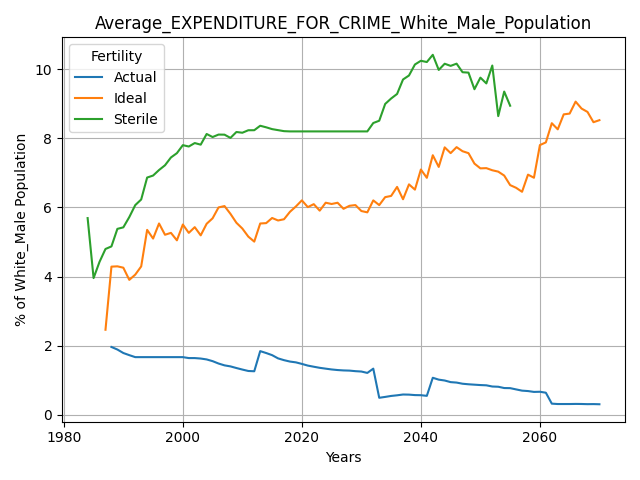 Average_EXPENDITURE_FOR_CRIME_White_Male_Population
% of White_Male Population
10
8
6
4
2
0
Fertility
Actual
Ideal
Sterile
1980 2000 2020 2040 2060
Years